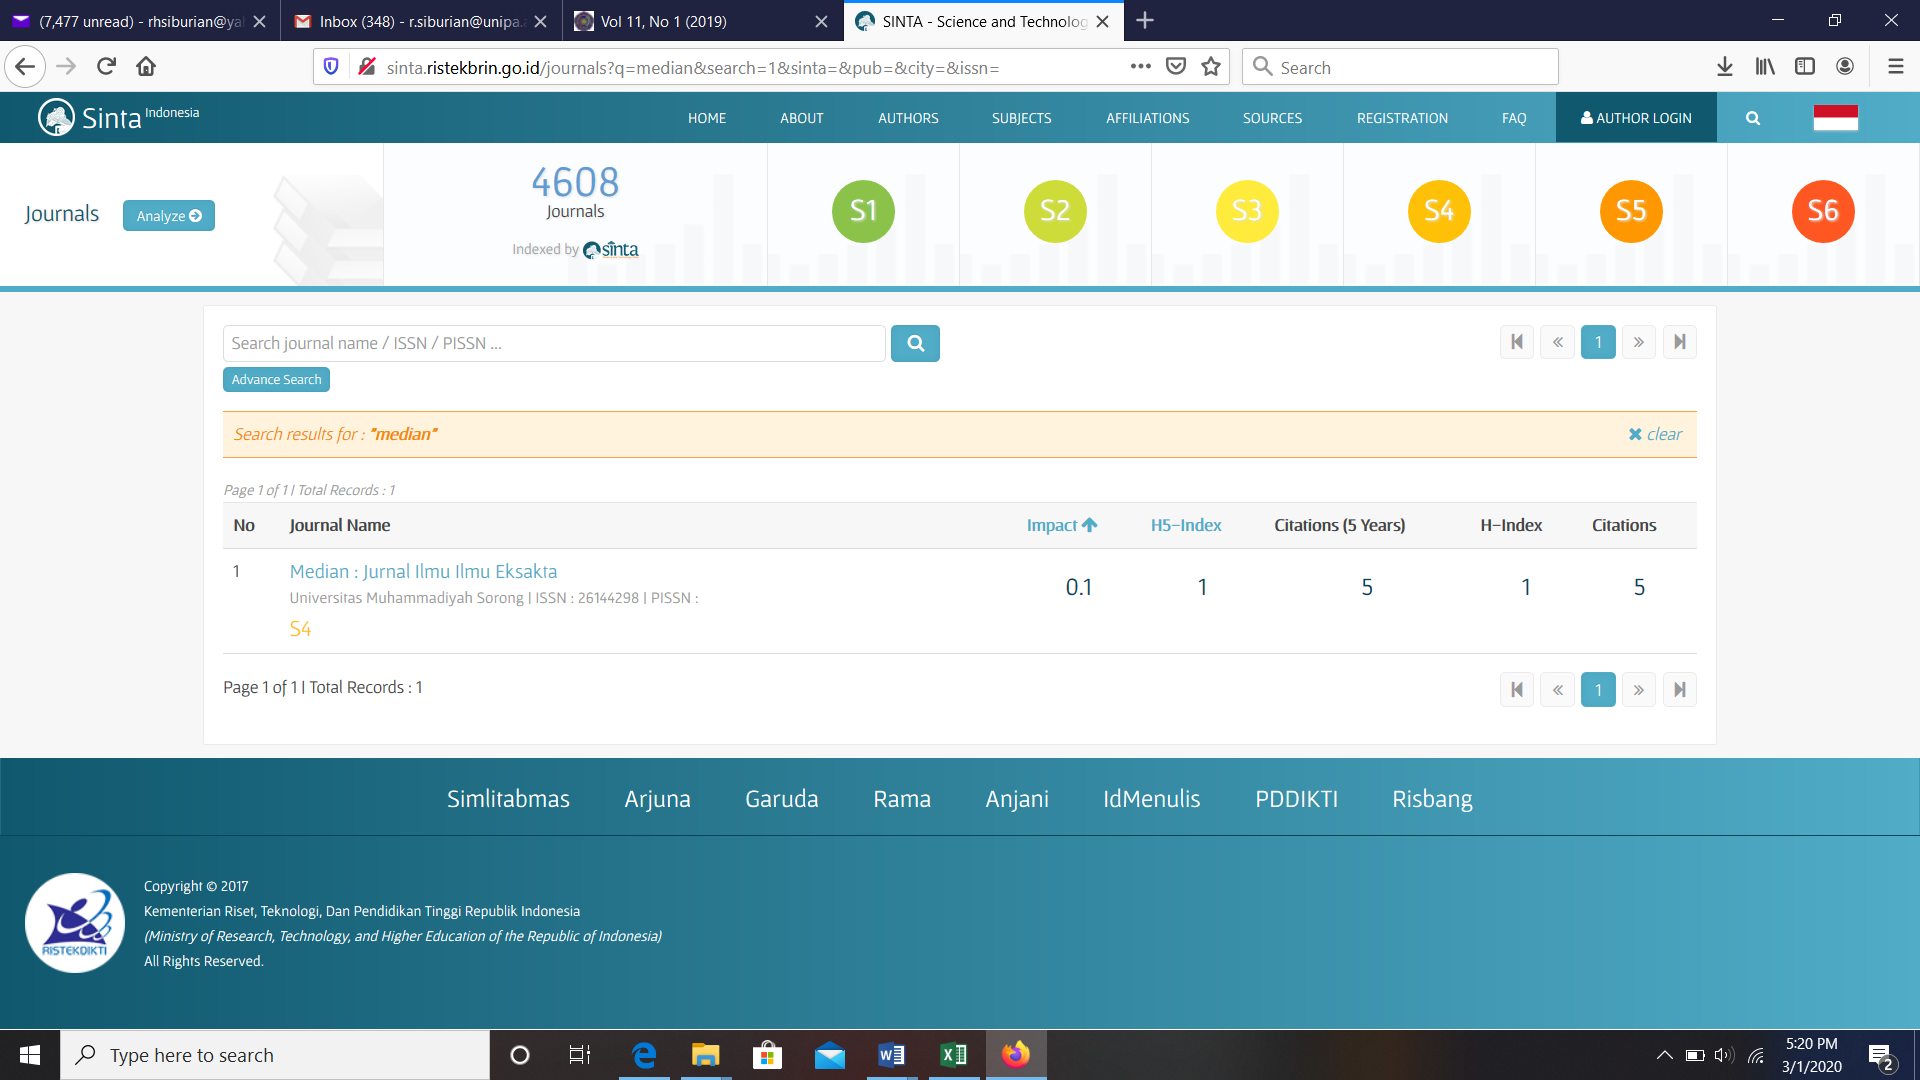 (7,477 unread) - rhsiburian@ya
Inbox (348) - r.siburian@unipa.a
Vol 11, No 1 (2019)
SINTA - Science and Technolog
sinta.ristekbrin.go.id/journals?q=median&search=1&sinta=&pub=&city=&issn=
Search
Sinta Indonesia
HOME ABOUT AUTHORS SUBJECTS AFFILIATIONS SOURCES REGISTRATION FAQ AUTHOR LOGIN
Journals
Analyze
4608
Journals
Indexed by sinta
S1 S2 S3 S4 S5 S6
Search journal name / ISSN / PISSN ...
1
Advance Search
Search results for : "median"
clear
Page 1 of 1 | Total Records : 1
No Journal Name Impact H5-Index Citations (5 Years) H-Index Citations
1 Median : Jurnal Ilmu Ilmu Eksakta 0.1 1 5 1 5
Universitas Muhammadiyah Sorong | ISSN : 26144298 | PISSN :
S4
Page 1 of 1 | Total Records : 1
1
Simlitabmas Arjuna Garuda Rama Anjani IdMenulis PDDIKTI Risbang
RISTEKDIKTI
Copyright © 2017
Kementerian Riset, Teknologi, Dan Pendidikan Tinggi Republik Indonesia
(Ministry of Research, Technology, and Higher Education of the Republic of Indonesia)
All Rights Reserved.
Type here to search
5:20 PM
3/1/2020
2